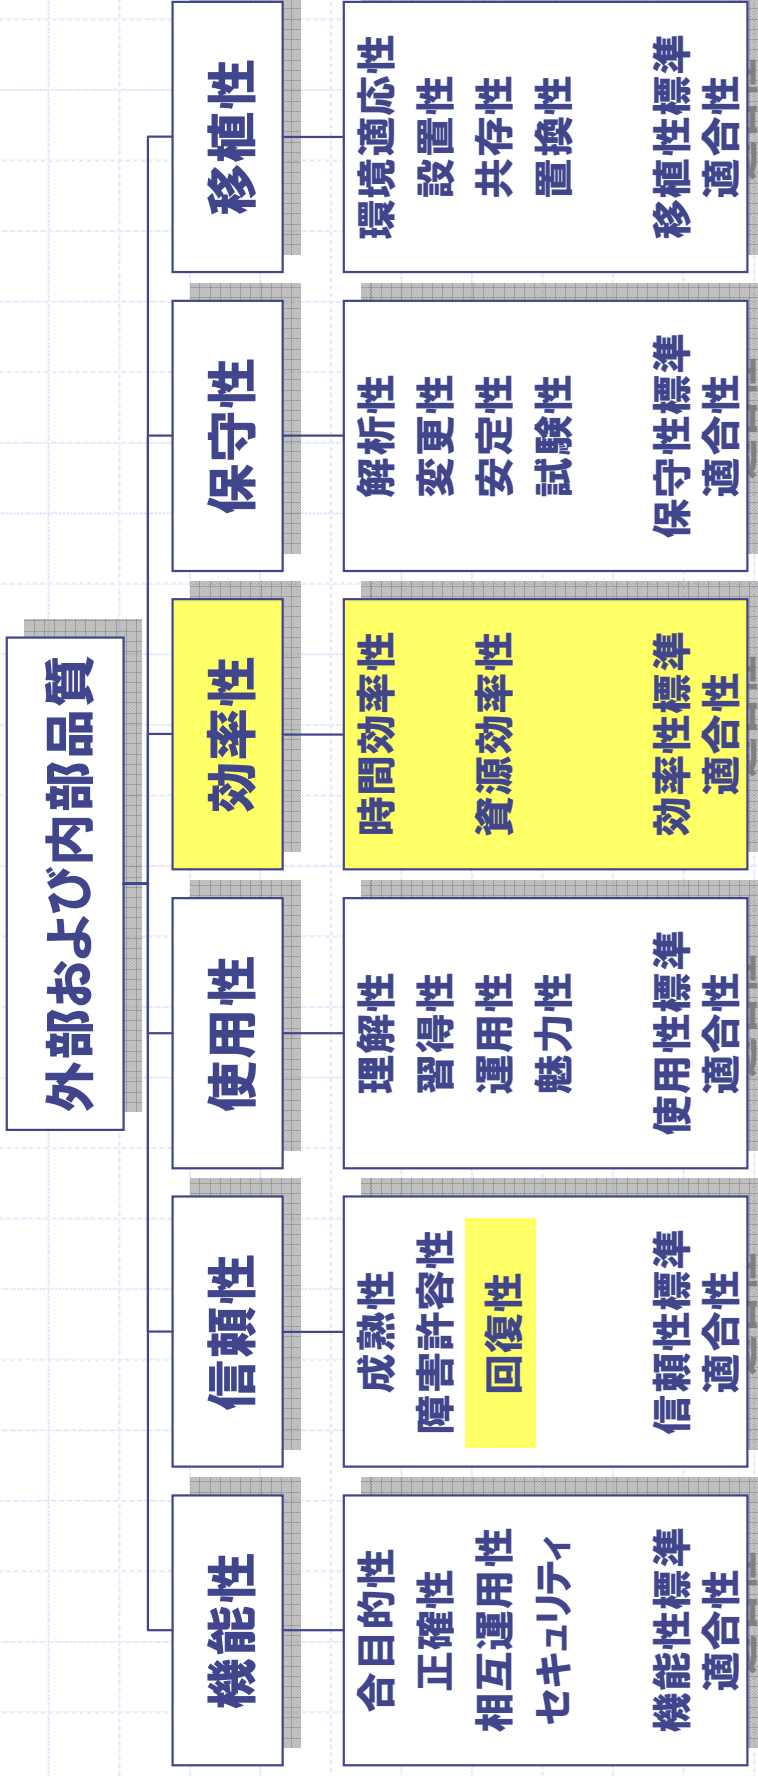 外部および内部品質
機能性
信頼性
使用性
効率性
保守性
移植性
合目的性
正確性
相互運用性
セキュリティ
機能性標準
適合性
成熟性
障害許容性
回復性
信頼性標準
適合性
理解性
習得性
運用性
魅力性
使用性標準
適合性
時間効率性
資源効率性
効率性標準
適合性
解析性
変更性
安定性
試験性
保守性標準
適合性
環境適応性
設置性
共存性
置換性
移植性標準
適合性